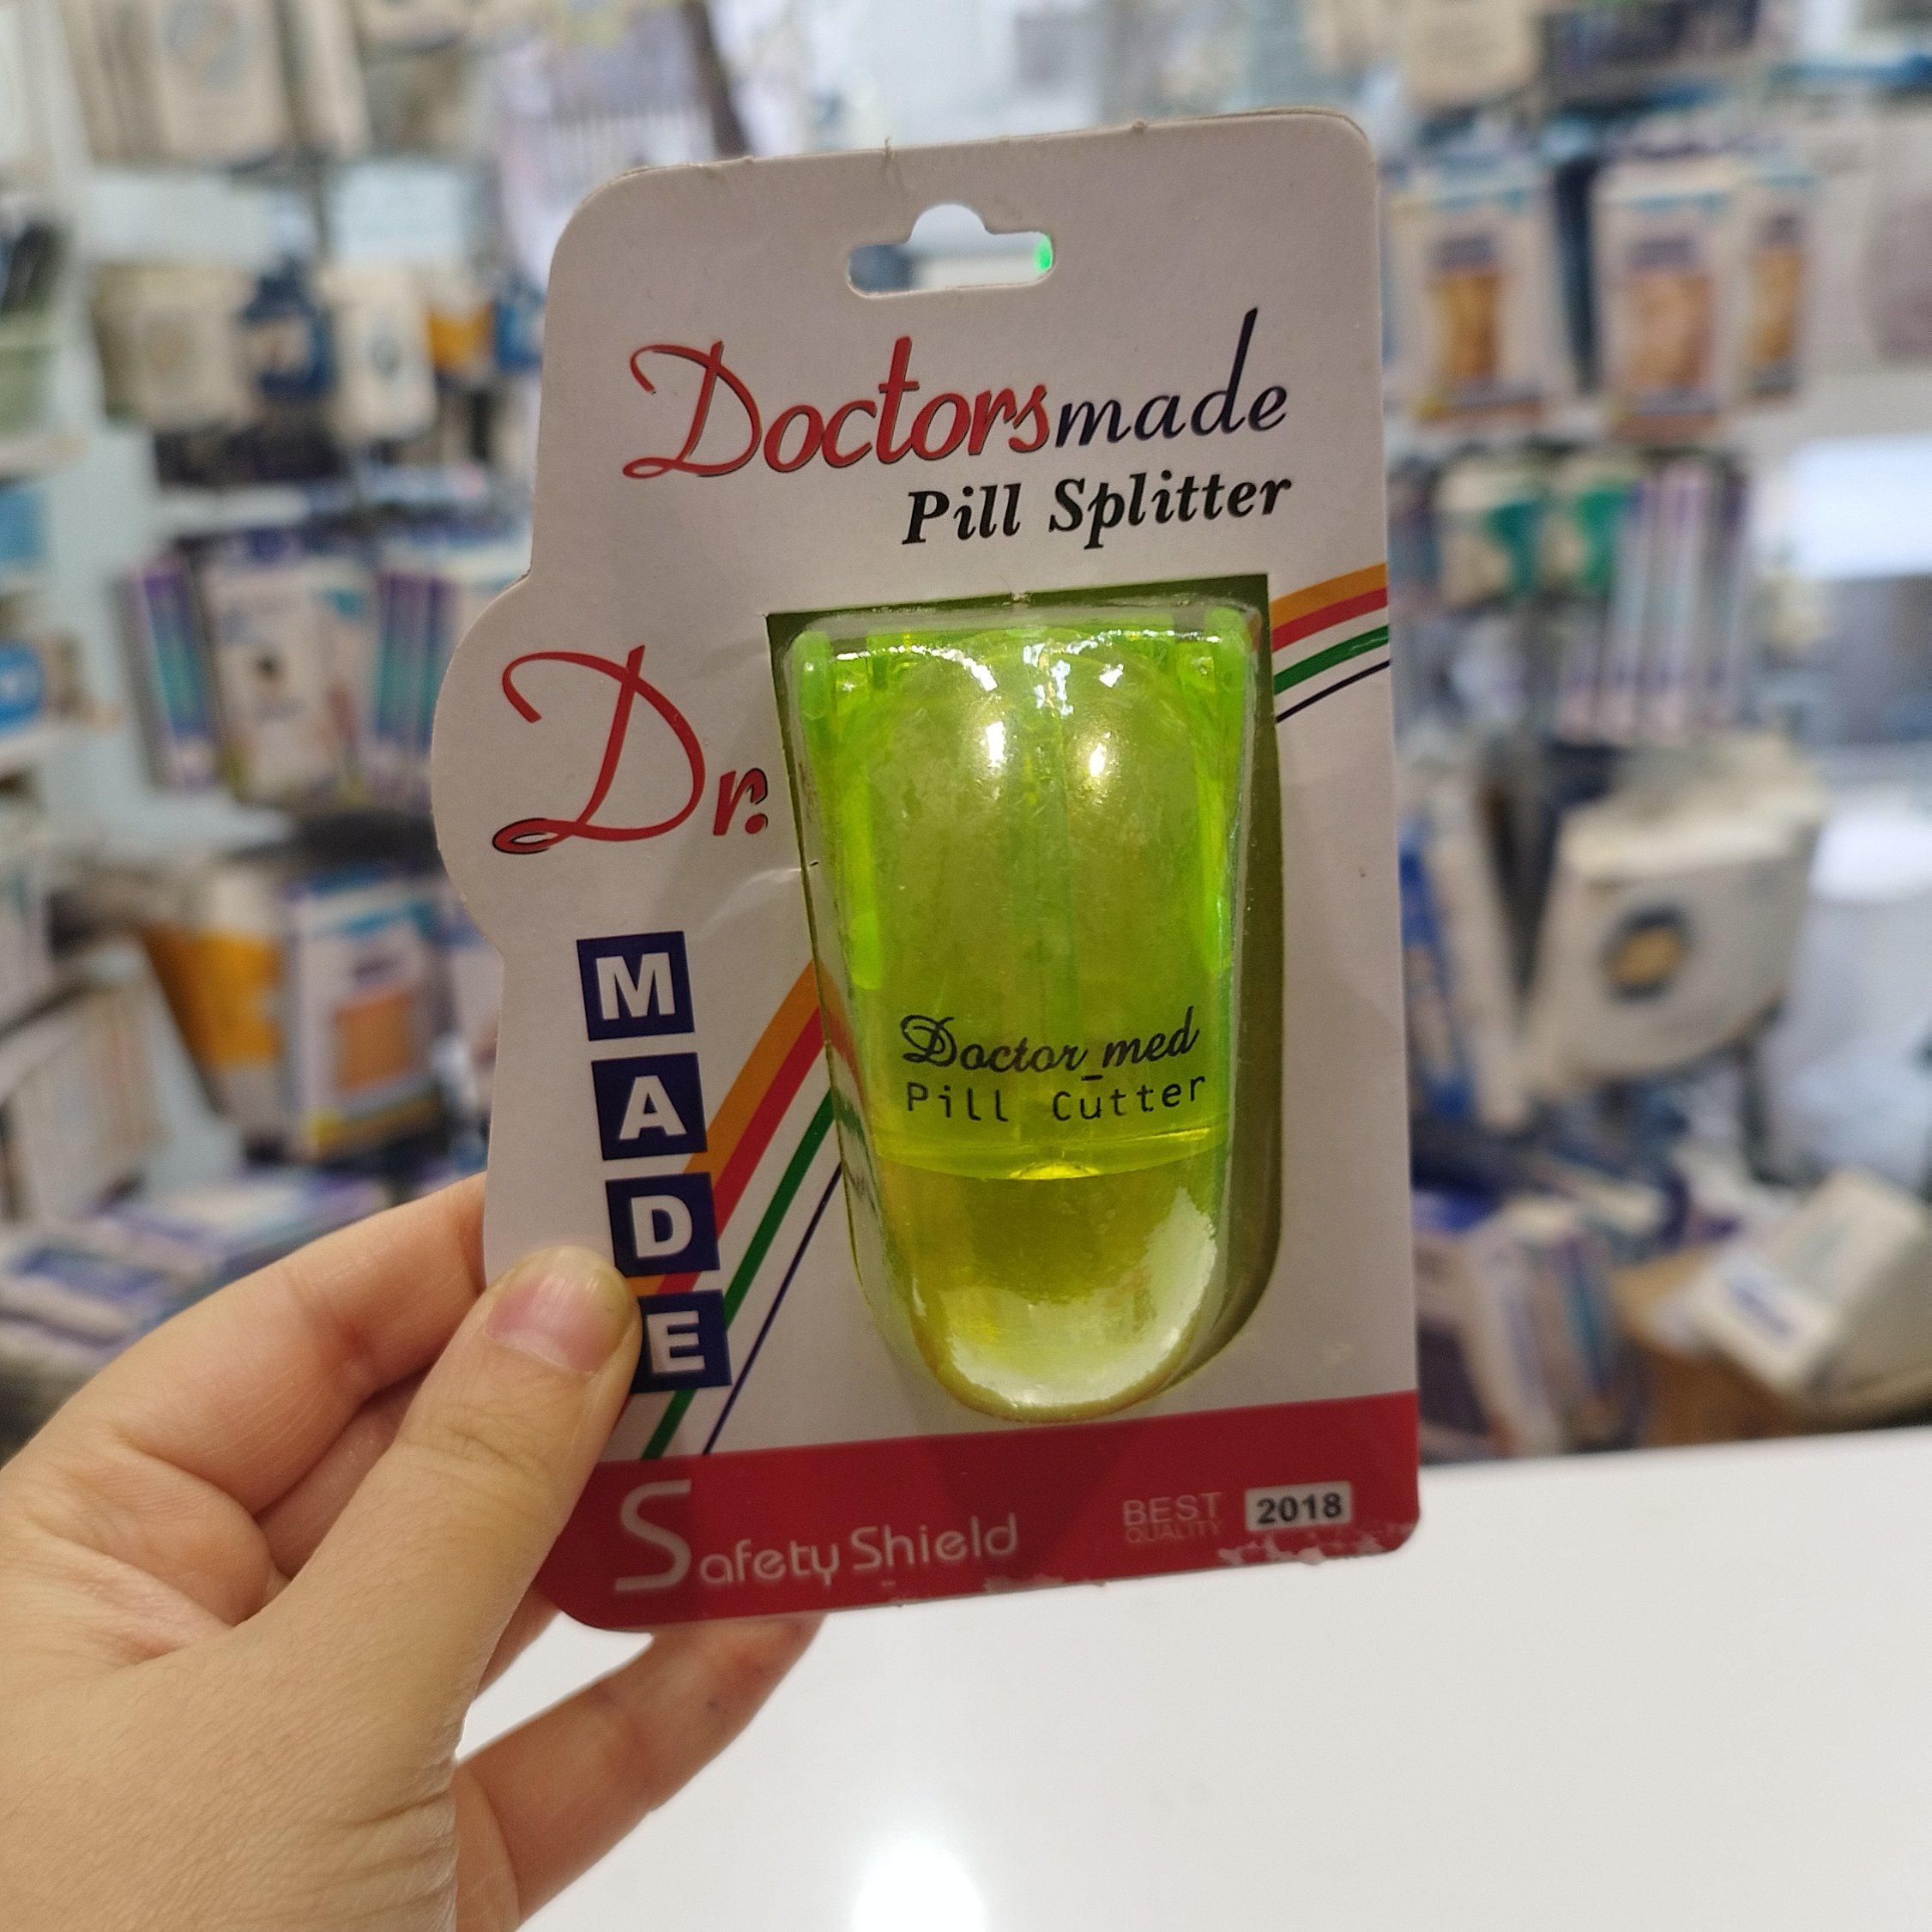 Doctorsmade
Pill Splitter
Dr.
MADE
Doctor_med
Pill Cutter
Safety Shield
BEST
QUALITY
2018